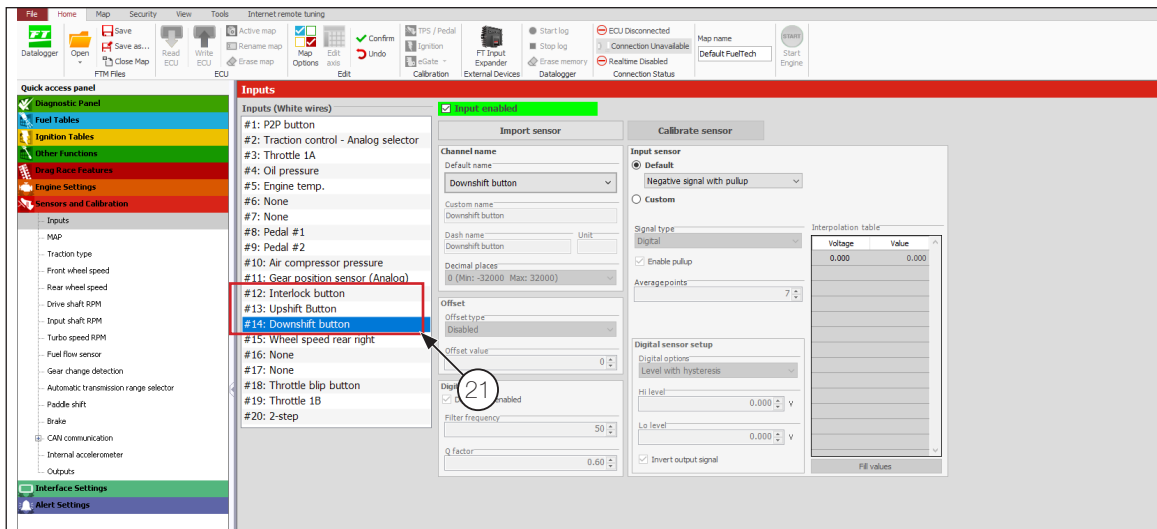 File Home Map Security View Tools Internet remote tuning
FT
Datalogger
Open
Save
Save as...
Close Map
FTM Files
Read ECU
Write ECU
Active map
Rename map
Erase map
ECU
Map Options
Edit axis
Confirm
Undo
Edit
TPS / Pedal
Ignition
eGate
Calibration
FT Input Expander
External Devices
Start log
Stop log
Erase memory
Datalogger
ECU Disconnected
Connection Unavailable
Realtime Disabled
Connection Status
Map name
Default FuelTech
START
Start Engine
Quick access panel
Diagnostic Panel
Fuel Tables
Ignition Tables
Other Functions
Drag Race Features
Engine Settings
Sensors and Calibration
Inputs
MAP
Traction type
Front wheel speed
Rear wheel speed
Drive shaft RPM
Input shaft RPM
Turbo speed RPM
Fuel flow sensor
Gear change detection
Automatic transmission range selector
Paddle shift
Brake
CAN communication
Internal accelerometer
Outputs
Interface Settings
Alert Settings
Inputs
Inputs (White wires)
#1: P2P button
#2: Traction control - Analog selector
#3: Throttle 1A
#4: Oil pressure
#5: Engine temp.
#6: None
#7: None
#8: Pedal #1
#9: Pedal #2
#10: Air compressor pressure
#11: Gear position sensor (Analog)
#12: Interlock button
#13: Upshift Button
#14: Downshift button
#15: Wheel speed rear right
#16: None
#17: None
#18: Throttle blip button
#19: Throttle 1B
#20: 2-step
21
Input enabled
Import sensor
Calibrate sensor
Channel name
Default name
Downshift button
Custom name
Downshift button
Dash name Unit
Downshift button
Decimal places
0 (Min: -32000 Max: 32000)
Offset
Offset type
Disabled
Offset value
0
enabled
Filter frequency
50
Q factor
0.60
Input sensor
Default
Negative signal with pullup
Custom
Signal type
Digital
Enable pullup
Averagepoints
7
Digital sensor setup
Digital options
Level with hysteresis
Hi level
0.000 V
Lo level
0.000 V
Invert output signal
Interpolation table
Voltage Value
0.000 0.000
Fill values